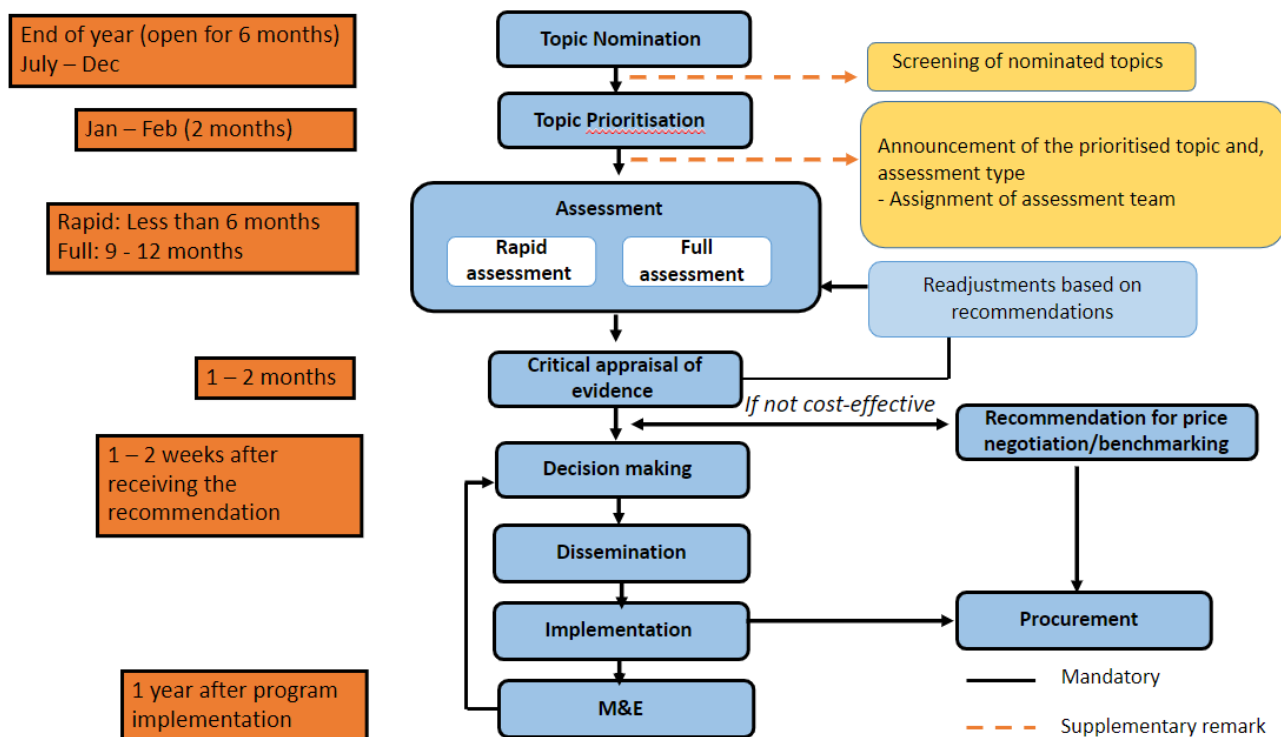 End of year (open for 6 months)
July – Dec
Topic Nomination
Screening of nominated topics
Jan – Feb (2 months)
Topic Prioritisation
Announcement of the prioritised topic and,
assessment type
- Assignment of assessment team
Rapid: Less than 6 months
Full: 9 - 12 months
Assessment
Rapid
assessment
Full
assessment
Readjustments based on
recommendations
1 – 2 months
Critical appraisal of
evidence
If not cost-effective
Recommendation for price
negotiation/benchmarking
1 – 2 weeks after
receiving the
recommendation
Decision making
Dissemination
Implementation
Procurement
1 year after program
implementation
M&E
Mandatory
Supplementary remark